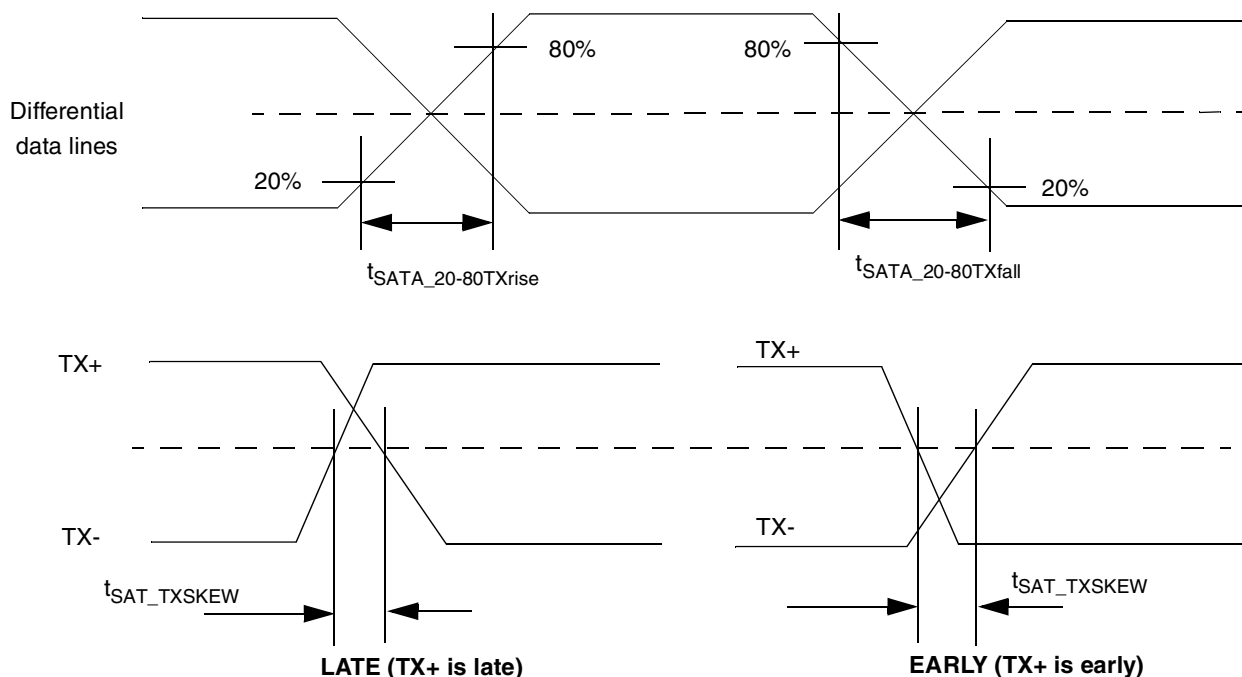 80%
80%
Differential
data lines
20%
20%
tSATA_20-80TXrise
tSATA_20-80TXfall
TX+
TX+
TX-
TX-
tSAT_TXSKEW
tSAT_TXSKEW
LATE (TX+ is late)
EARLY (TX+ is early)